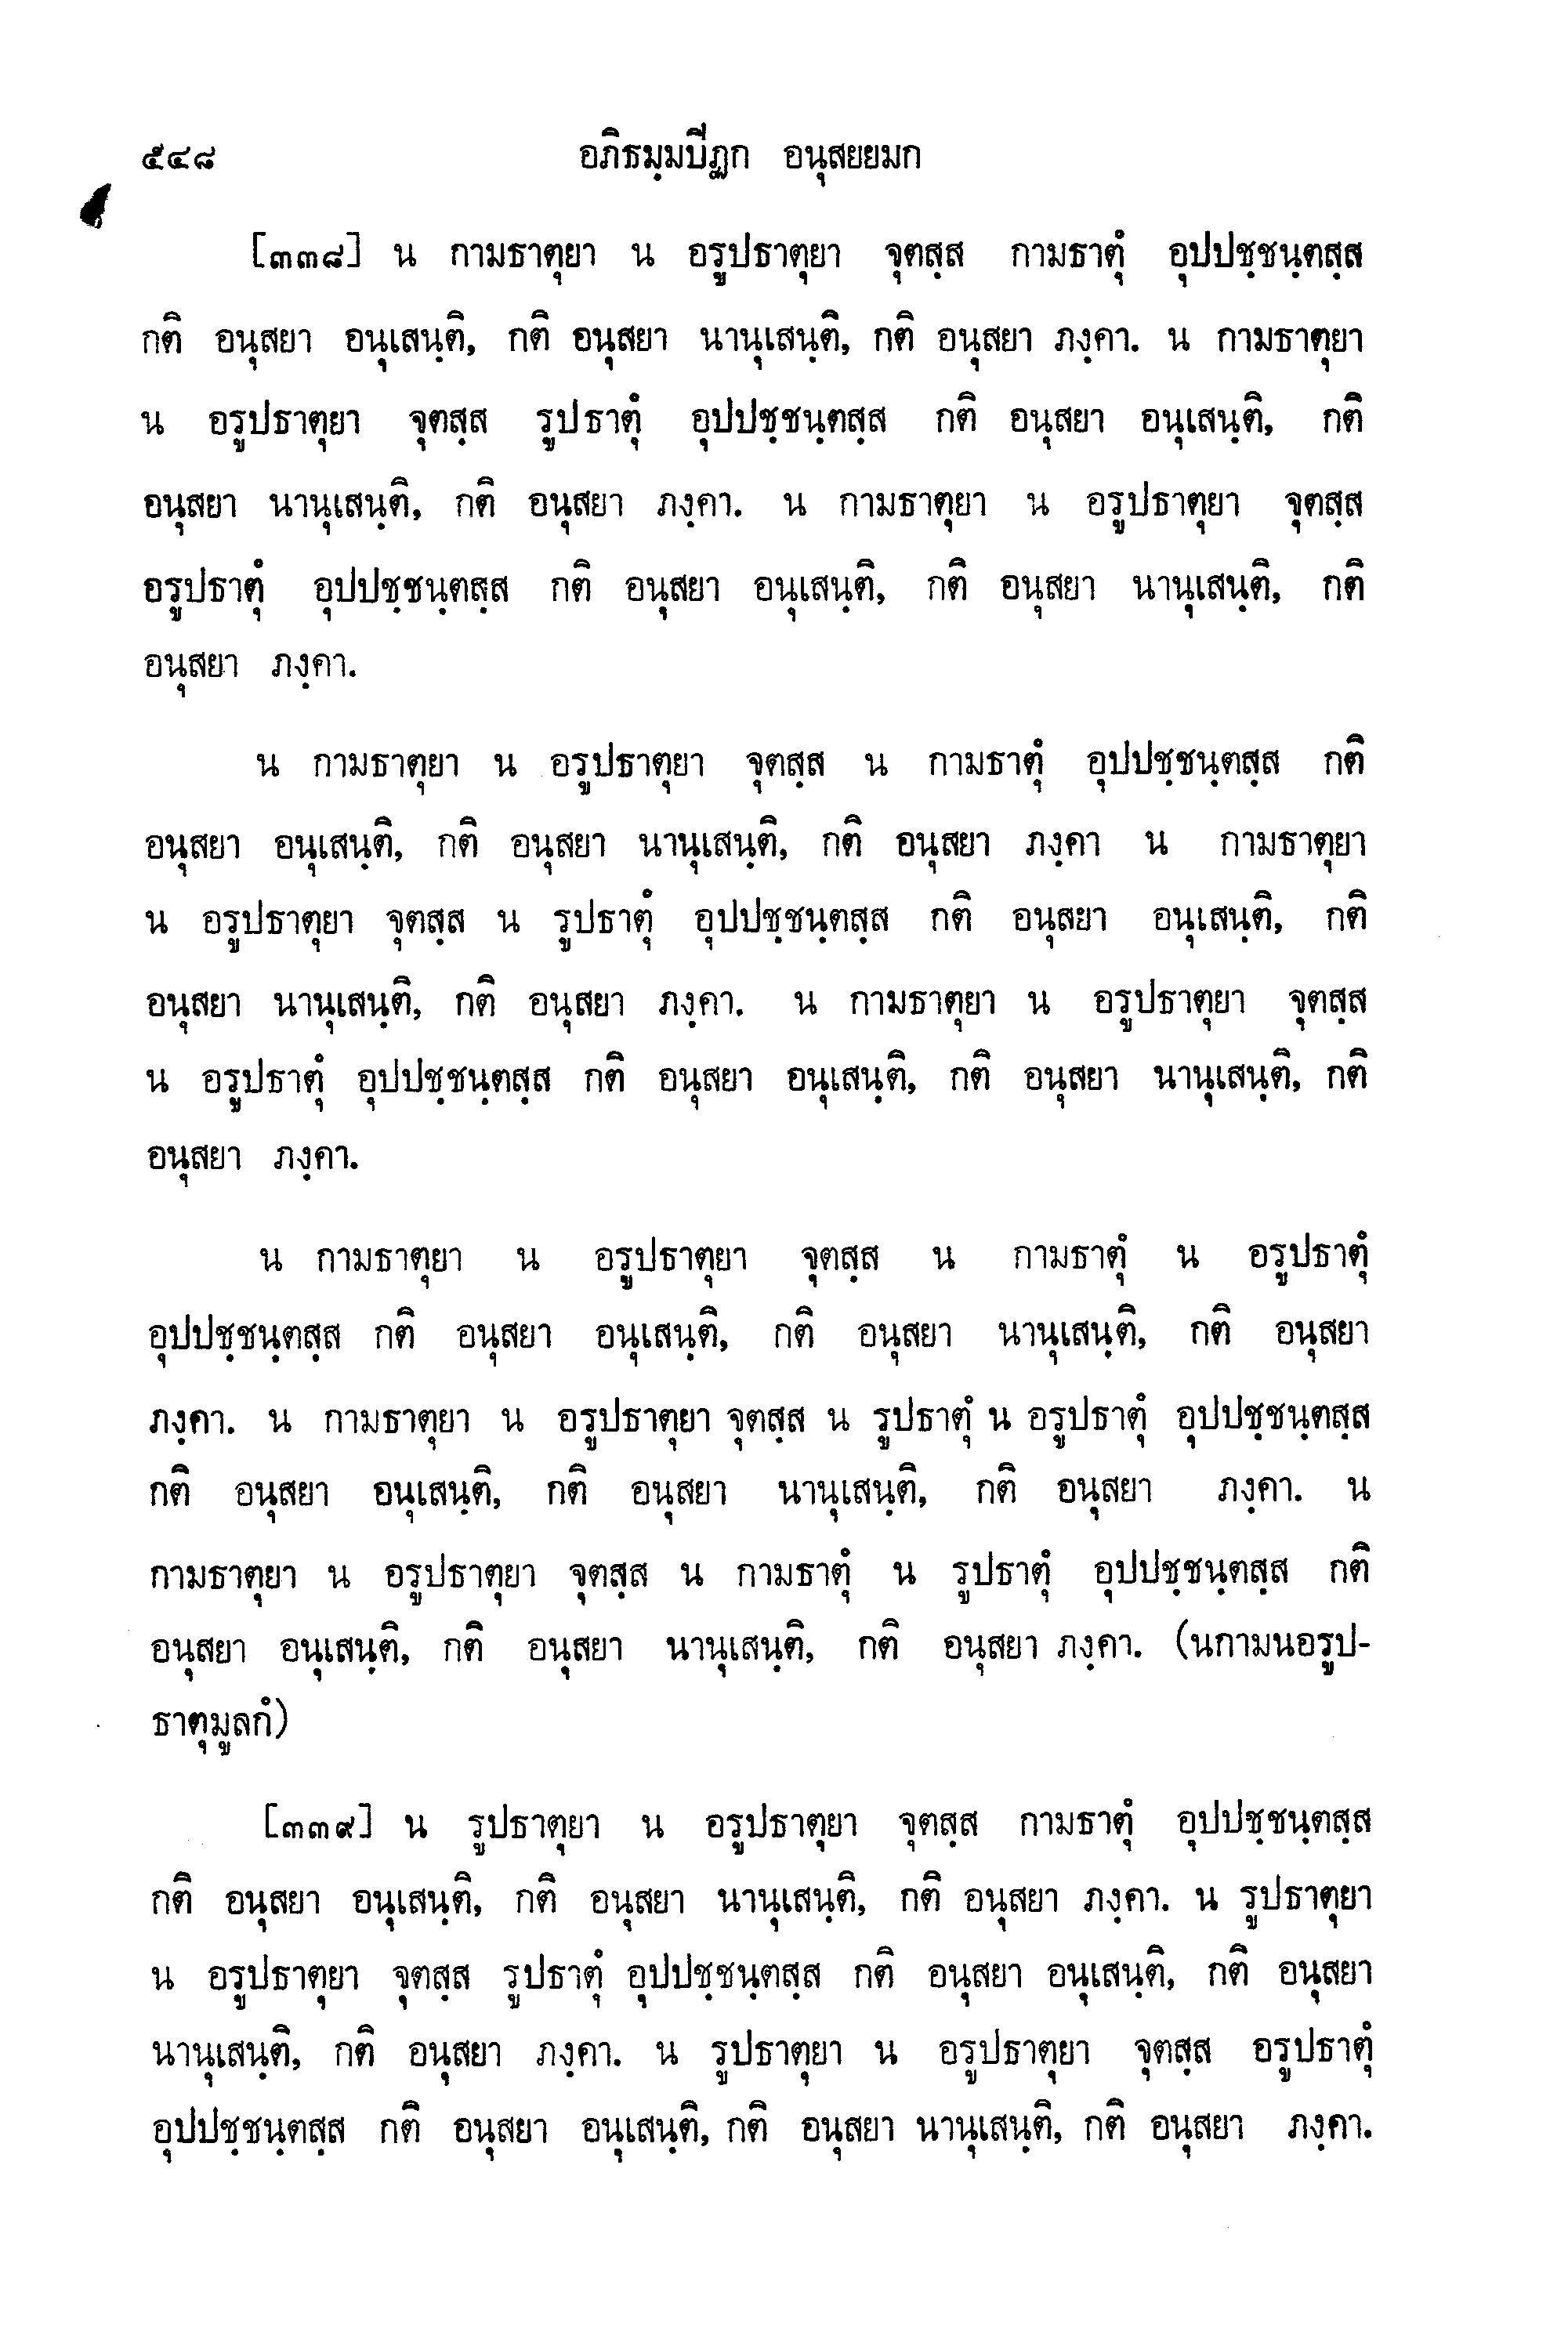 ๕๔๘ อภิธมฺมปีฏก อนุสยยมก
[๓๓๘] น กามธาตุยา น อรูปธาตุยา จุตสฺส กามธาตุํ อุปปชฺชนฺตสฺส
กติ อนุสยา อนุเสนฺติ, กติ อนุสยา นานุเสนฺติ, กติ อนุสยา ภงฺคา. น กามธาตุยา
น อรูปธาตุยา จุตสฺส รูปธาตุํ อุปปชฺชนฺตสฺส กติ อนุสยา อนุเสนฺติ, กติ
อนุสยา นานุเสนฺติ, กติ อนุสยา ภงฺคา. น กามธาตุยา น อรูปธาตุยา จุตสฺส
อรูปธาตุํ อุปปชฺชนฺตสฺส กติ อนุสยา อนุเสนฺติ, กติ อนุสยา นานุเสนฺติ, กติ
อนุสยา ภงฺคา.
น กามธาตุยา น อรูปธาตุยา จุตสฺส น กามธาตุํ อุปปชฺชนฺตสฺส กติ
อนุสยา อนุเสนฺติ, กติ อนุสยา นานุเสนฺติ, กติ อนุสยา ภงฺคา น กามธาตุยา
น อรูปธาตุยา จุตสฺส น รูปธาตุํ อุปปชฺชนฺตสฺส กติ อนุสยา อนุเสนฺติ, กติ
อนุสยา นานุเสนฺติ, กติ อนุสยา ภงฺคา. น กามธาตุยา น อรูปธาตุยา จุตสฺส
น อรูปธาตุํ อุปปชฺชนฺตสฺส กติ อนุสยา อนุเสนฺติ, กติ อนุสยา นานุเสนฺติ, กติ
อนุสยา ภงฺคา.
น กามธาตุยา น อรูปธาตุยา จุตสฺส น กามธาตุํ น อรูปธาตุํ
อุปปชฺชนฺตสฺส กติ อนุสยา อนุเสนฺติ, กติ อนุสยา นานุเสนฺติ, กติ อนุสยา
ภงฺคา. น กามธาตุยา น อรูปธาตุยา จุตสฺส น รูปธาตุํ น อรูปธาตุํ อุปปชฺชนฺตสฺส
กติ อนุสยา อนุเสนฺติ, กติ อนุสยา นานุเสนฺติ, กติ อนุสยา ภงฺคา. น
กามธาตุยา น อรูปธาตุยา จุตสฺส น กามธาตุํ น รูปธาตุํ อุปปชฺชนฺตสฺส กติ
อนุสยา อนุเสนฺติ, กติ อนุสยา นานุเสนฺติ, กติ อนุสยา ภงฺคา. (นกามนอรูป-
ธาตุมูลกํ)
[๓๓๙] น รูปธาตุยา น อรูปธาตุยา จุตสฺส กามธาตุํ อุปปชฺชนฺตสฺส
กติ อนุสยา อนุเสนฺติ, กติ อนุสยา นานุเสนฺติ, กติ อนุสยา ภงฺคา. น รูปธาตุยา
น อรูปธาตุยา จุตสฺส รูปธาตุํ อุปปชฺชนฺตสฺส กติ อนุสยา อนุเสนฺติ, กติ อนุสยา
นานุเสนฺติ, กติ อนุสยา ภงฺคา. น รูปธาตุยา น อรูปธาตุยา จุตสฺส อรูปธาตุํ
อุปปชฺชนฺตสฺส กติ อนุสยา อนุเสนฺติ, กติ อนุสยา นานุเสนฺติ, กติ อนุสยา ภงฺคา.